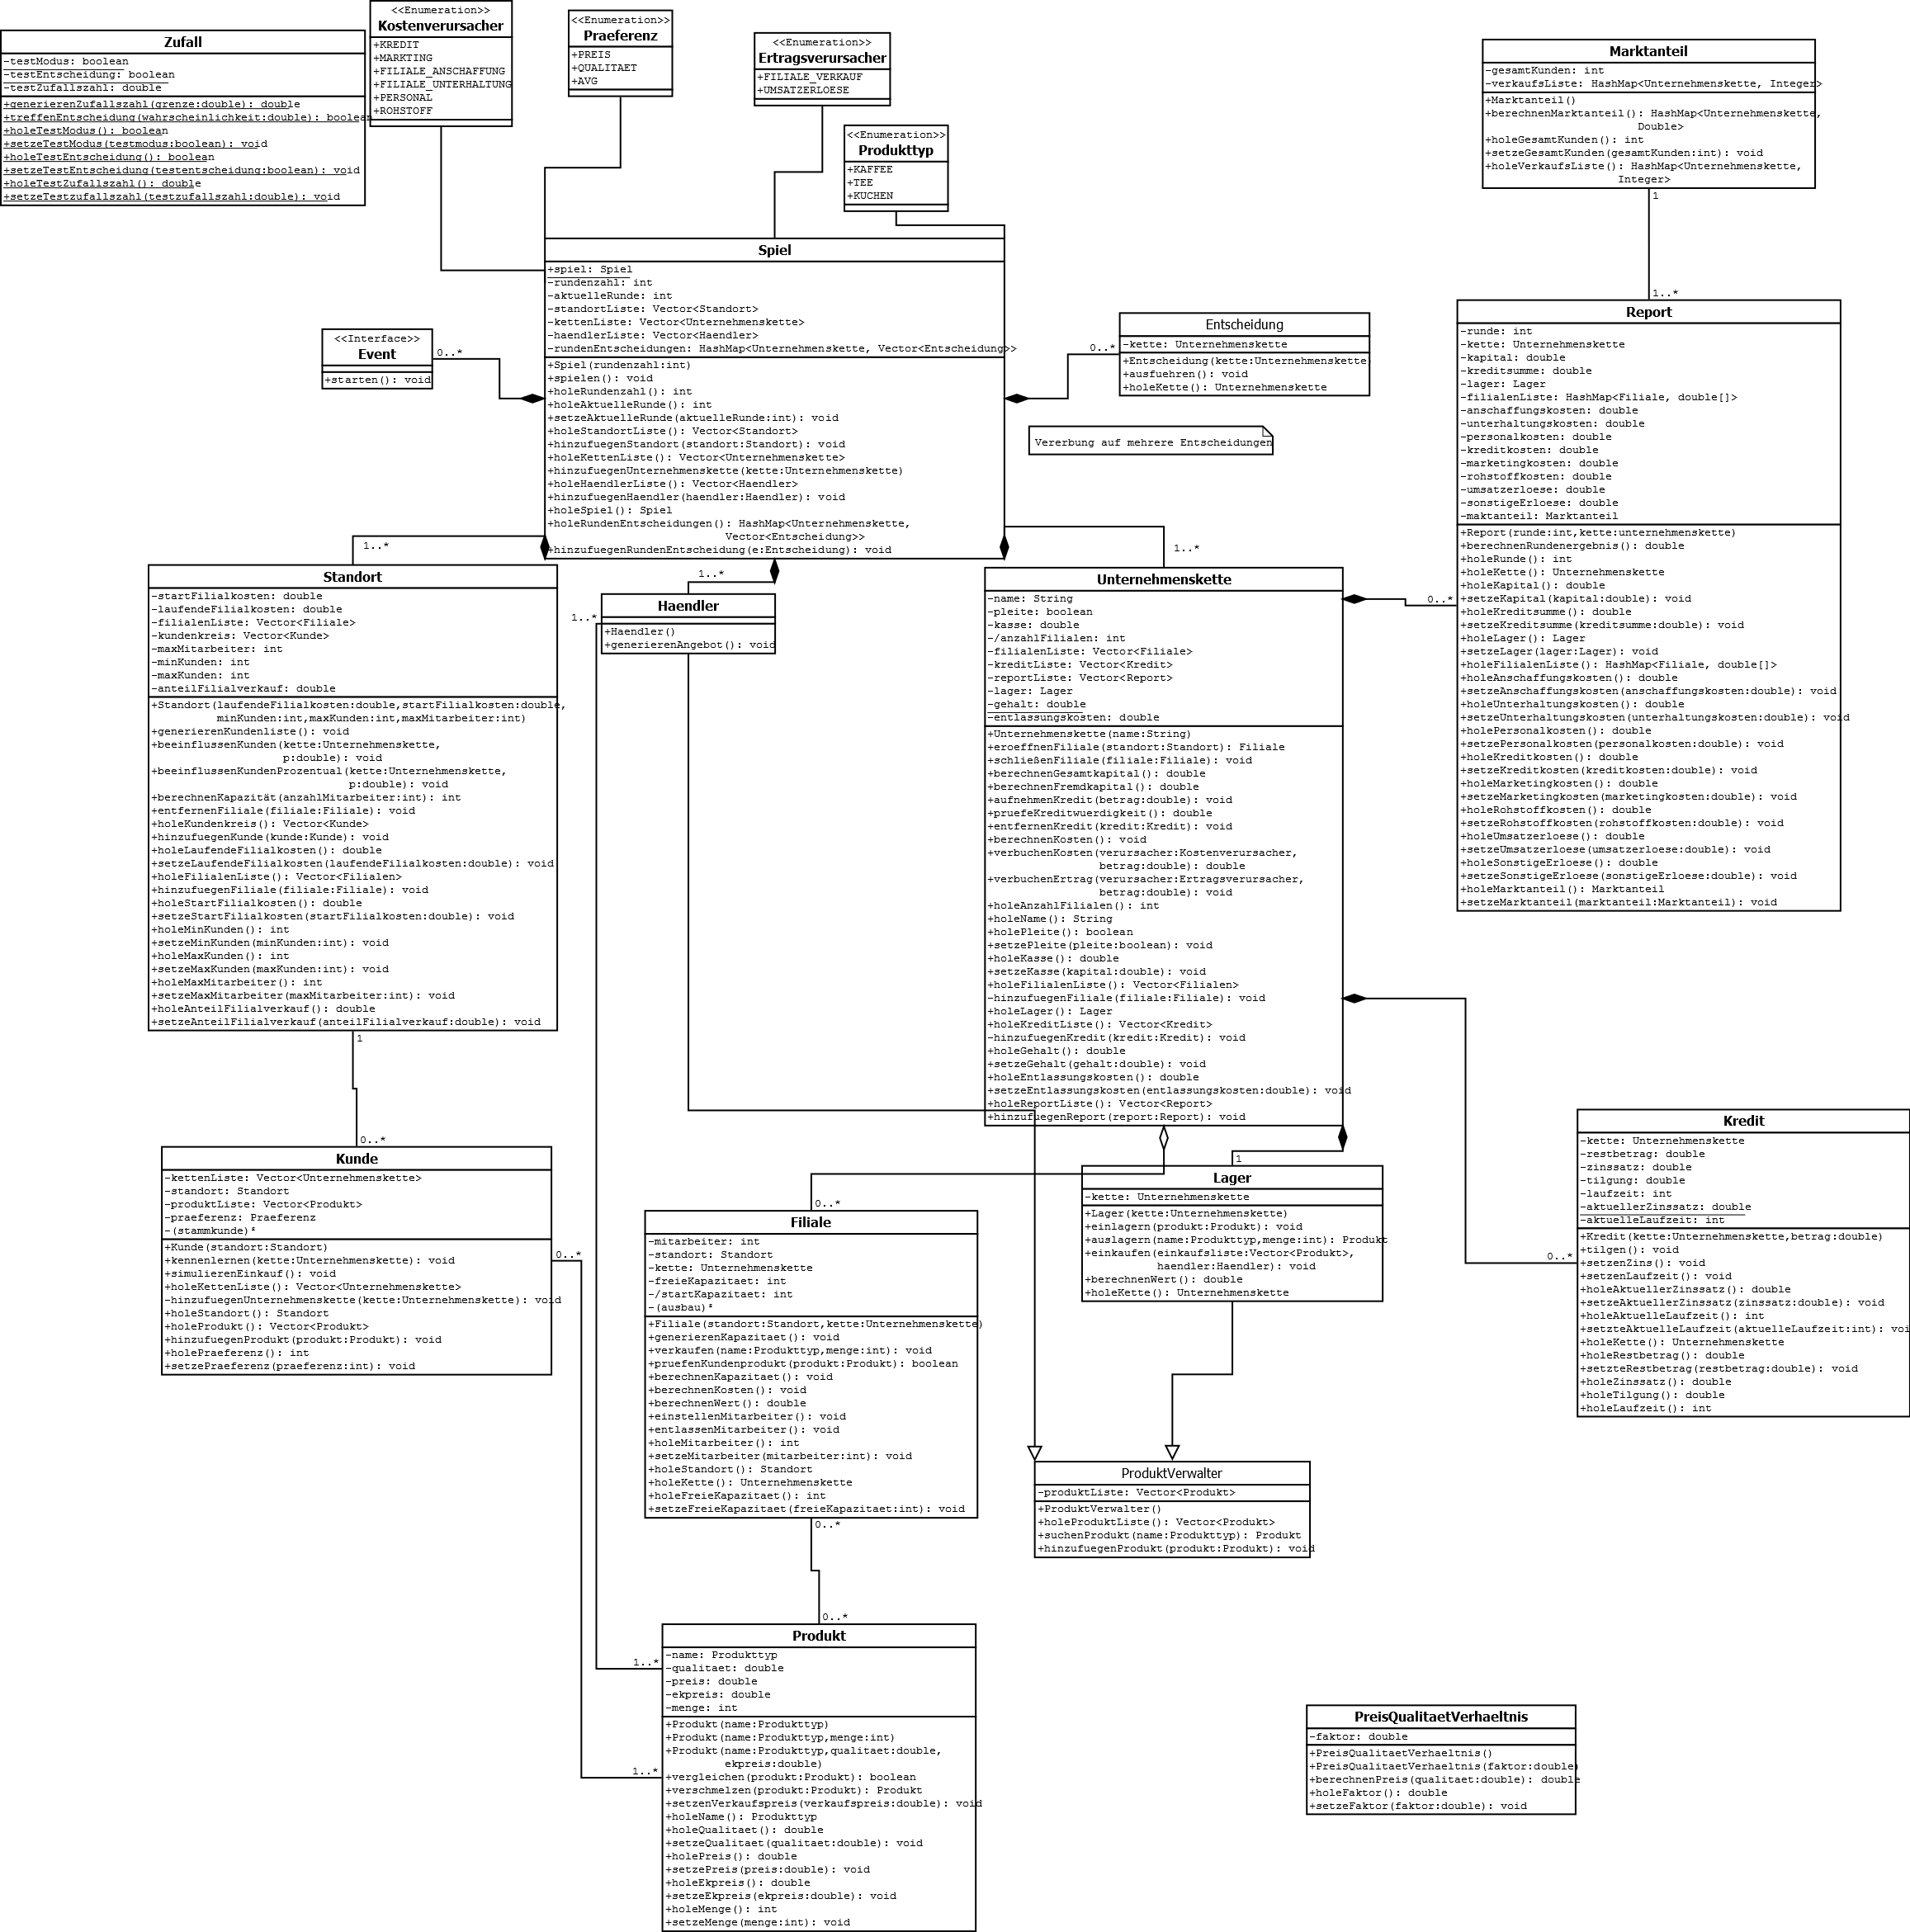 Zufall
-testModus: boolean
-testEntscheidung: boolean
-testZufallszahl: double
+generierenZufallszahl(grenze:double): double
+treffenEntscheidung(wahrscheinlichkeit:double): boolean
+holeTestModus(): boolean
+setzeTestModus(testmodus:boolean): void
+holeTestEntscheidung(): boolean
+setzeTestEntscheidung(testentscheidung:boolean): void
+holeTestZufallszahl(): double
+setzeTestzufallszahl(testzufallszahl:double): void
<<Enumeration>>
Kostenverursacher
+KREDIT
+MARKTING
+FILIALE_ANSCHAFFUNG
+FILIALE_UNTERHALTUNG
+PERSONAL
+ROHSTOFF
<<Enumeration>>
Praeferenz
+PREIS
+QUALITAET
+AVG
<<Enumeration>>
Ertragsverursacher
+FILIALE_VERKAUF
+UMSATZERLOESE
<<Enumeration>>
Produkttyp
+KAFFEE
+TEE
+KUCHEN
Marktanteil
-gesamtKunden: int
-verkaufsListe: HashMap<Unternehmenskette, Integer>
+Marktanteil()
+berechnenMarktanteil(): HashMap<Unternehmenskette,
Double>
+holeGesamtKunden(): int
+setzeGesamtKunden(gesamtKunden:int): void
+holeVerkaufsListe(): HashMap<Unternehmenskette,
Integer>
1
1..*
Spiel
+spiel: Spiel
-rundenzahl: int
-aktuelleRunde: int
-standortListe: Vector<Standort>
-kettenListe: Vector<Unternehmenskette>
-haendlerListe: Vector<Haendler>
-rundenEntscheidungen: HashMap<Unternehmenskette, Vector<Entscheidung>>
+Spiel(rundenzahl:int)
+spielen(): void
+holeRundenzahl(): int
+holeAktuelleRunde(): int
+setzeAktuelleRunde(aktuelleRunde:int): void
+holeStandortListe(): Vector<Standort>
+hinzufuegenStandort(standort:Standort): void
+holeKettenListe(): Vector<Unternehmenskette>
+hinzufuegenUnternehmenskette(kette:Unternehmenskette)
+holeHaendlerListe(): Vector<Haendler>
+hinzufuegenHaendler(haendler:Haendler): void
+holeSpiel(): Spiel
+holeRundenEntscheidungen(): HashMap<Unternehmenskette,
Vector<Entscheidung>>
+hinzufuegenRundenEntscheidung(e:Entscheidung): void
<<Interface>>
Event
+starten(): void
0..*
0..*
Entscheidung
-kette: Unternehmenskette
+Entscheidung(kette:Unternehmenskette)
+ausfuehren(): void
+holeKette(): Unternehmenskette
Vererbung auf mehrere Entscheidungen
Report
-runde: int
-kette: Unternehmenskette
-kapital: double
-kreditsumme: double
-lager: Lager
-filialenListe: HashMap<Filiale, double[]>
-anschaffungskosten: double
-unterhaltungskosten: double
-personalkosten: double
-kreditkosten: double
-marketingkosten: double
-rohstoffkosten: double
-umsatzerloese: double
-sonstigeErloese: double
-maktanteil: Marktanteil
+Report(runde:int,kette:unternehmenskette)
+berechnenRundenergebnis(): double
+holeRunde(): int
+holeKette(): Unternehmenskette
+holeKapital(): double
+setzeKapital(kapital:double): void
+holeKreditsumme(): double
+setzeKreditsumme(kreditsumme:double): void
+holeLager(): Lager
+setzeLager(lager:Lager): void
+holeFilialenListe(): HashMap<Filiale, double[]>
+holeAnschaffungskosten(): double
+setzeAnschaffungskosten(anschaffungskosten:double): void
+holeUnterhaltungskosten(): double
+setzeUnterhaltungskosten(unterhaltungskosten:double): void
+holePersonalkosten(): double
+setzePersonalkosten(personalkosten:double): void
+holeKreditkosten(): double
+setzeKreditkosten(kreditkosten:double): void
+holeMarketingkosten(): double
+setzeMarketingkosten(marketingkosten:double): void
+holeRohstoffkosten(): double
+setzeRohstoffkosten(rohstoffkosten:double): void
+holeUmsatzerloese(): double
+setzeUmsatzerloese(umsatzerloese:double): void
+holeSonstigeErloese(): double
+setzeSonstigeErloese(sonstigeErloese:double): void
+holeMarktanteil(): Marktanteil
+setzeMarktanteil(marktanteil:Marktanteil): void
1..*
Standort
-startFilialkosten: double
-laufendeFilialkosten: double
-filialenListe: Vector<Filiale>
-kundenkreis: Vector<Kunde>
-maxMitarbeiter: int
-minKunden: int
-maxKunden: int
-anteilFilialverkauf: double
+Standort(laufendeFilialkosten:double,startFilialkosten:double,
minKunden:int,maxKunden:int,maxMitarbeiter:int)
+generierenKundenliste(): void
+beeinflussenKunden(kette:Unternehmenskette,
p:double): void
+beeinflussenKundenProzentual(kette:Unternehmenskette,
p:double): void
+berechnenKapazität(anzahlMitarbeiter:int): int
+entfernenFiliale(filiale:Filiale): void
+holeKundenkreis(): Vector<Kunde>
+hinzufuegenKunde(kunde:Kunde): void
+holeLaufendeFilialkosten(): double
+setzeLaufendeFilialkosten(laufendeFilialkosten:double): void
+holeFilialenListe(): Vector<Filialen>
+hinzufuegenFiliale(filiale:Filiale): void
+holeStartFilialkosten(): double
+setzeStartFilialkosten(startFilialkosten:double): void
+holeMinKunden(): int
+setzeMinKunden(minKunden:int): void
+holeMaxKunden(): int
+setzeMaxKunden(maxKunden:int): void
+holeMaxMitarbeiter(): int
+setzeMaxMitarbeiter(maxMitarbeiter:int): void
+holeAnteilFilialverkauf(): double
+setzeAnteilFilialverkauf(anteilFilialverkauf:double): void
1
0..*
1..*
Haendler
+Haendler()
+generierenAngebot(): void
1..*
1..*
Unternehmenskette
-name: String
-pleite: boolean
-kasse: double
-/anzahlFilialen: int
-filialenListe: Vector<Filiale>
-kreditListe: Vector<Kredit>
-reportListe: Vector<Report>
-lager: Lager
-gehalt: double
-entlassungskosten: double
+Unternehmenskette(name:String)
+eroeffnenFiliale(standort:Standort): Filiale
+schließenFiliale(filiale:Filiale): void
+berechnenGesamtkapital(): double
+berechnenFremdkapital(): double
+aufnehmenKredit(betrag:double): void
+pruefeKreditwuerdigkeit(): double
+entfernenKredit(kredit:Kredit): void
+berechnenKosten(): void
+verbuchenKosten(verursacher:Kostenverursacher,
betrag:double): double
+verbuchenErtrag(verursacher:Ertragsverursacher,
betrag:double): void
+holeAnzahlFilialen(): int
+holeName(): String
+holePleite(): boolean
+setzePleite(pleite:boolean): void
+holeKasse(): double
+setzeKasse(kapital:double): void
+holeFilialenListe(): Vector<Filialen>
-hinzufuegenFiliale(filiale:Filiale): void
+holeLager(): Lager
+holeKreditListe(): Vector<Kredit>
-hinzufuegenKredit(kredit:Kredit): void
+holeGehalt(): double
+setzeGehalt(gehalt:double): void
+holeEntlassungskosten(): double
+setzeEntlassungskosten(entlassungskosten:double): void
+holeReportListe(): Vector<Report>
+hinzufuegenReport(report:Report): void
0..*
Kunde
-kettenListe: Vector<Unternehmenskette>
-standort: Standort
-produktListe: Vector<Produkt>
-praeferenz: Praeferenz
-(stammkunde)*
+Kunde(standort:Standort)
+kennenlernen(kette:Unternehmenskette): void
+simulierenEinkauf(): void
+holeKettenListe(): Vector<Unternehmenskette>
-hinzufuegenUnternehmenskette(kette:Unternehmenskette): void
+holeStandort(): Standort
+holeProdukt(): Vector<Produkt>
+hinzufuegenProdukt(produkt:Produkt): void
+holePraeferenz(): int
+setzePraeferenz(praeferenz:int): void
0..*
0..*
Filiale
-mitarbeiter: int
-standort: Standort
-kette: Unternehmenskette
-freieKapazitaet: int
-/startKapazitaet: int
-(ausbau)*
+Filiale(standort:Standort,kette:Unternehmenskette)
+generierenKapazitaet(): void
+verkaufen(name:Produkttyp,menge:int): void
+pruefenKundenprodukt(produkt:Produkt): boolean
+berechnenKapazitaet(): void
+berechnenKosten(): void
+berechnenWert(): double
+einstellenMitarbeiter(): void
+entlassenMitarbeiter(): void
+holeMitarbeiter(): int
+setzeMitarbeiter(mitarbeiter:int): void
+holeStandort(): Standort
+holeKette(): Unternehmenskette
+holeFreieKapazitaet(): int
+setzeFreieKapazitaet(freieKapazitaet:int): void
0..*
0..*
1
Lager
-kette: Unternehmenskette
+Lager(kette:Unternehmenskette)
+einlagern(produkt:Produkt): void
+auslagern(name:Produkttyp,menge:int): Produkt
+einkaufen(einkaufsliste:Vector<Produkt>,
haendler:Haendler): void
+berechnenWert(): double
+holeKette(): Unternehmenskette
0..*
Kredit
-kette: Unternehmenskette
-restbetrag: double
-zinssatz: double
-tilgung: double
-laufzeit: int
-aktuellerZinssatz: double
-aktuelleLaufzeit: int
+Kredit(kette:Unternehmenskette,betrag:double)
+tilgen(): void
+setzenZins(): void
+setzenLaufzeit(): void
+holeAktuellerZinssatz(): double
+setzeAktuellerZinssatz(zinssatz:double): void
+holeAktuelleLaufzeit(): int
+setzteAktuelleLaufzeit(aktuelleLaufzeit:int): voi
+holeKette(): Unternehmenskette
+holeRestbetrag(): double
+setzteRestbetrag(restbetrag:double): void
+holeZinssatz(): double
+holeTilgung(): double
+holeLaufzeit(): int
ProduktVerwalter
-produktListe: Vector<Produkt>
+ProduktVerwalter()
+holeProduktListe(): Vector<Produkt>
+suchenProdukt(name:Produkttyp): Produkt
+hinzufuegenProdukt(produkt:Produkt): void
1..*
1..*
Produkt
-name: Produkttyp
-qualitaet: double
-preis: double
-ekpreis: double
-menge: int
+Produkt(name:Produkttyp)
+Produkt(name:Produkttyp,menge:int)
+Produkt(name:Produkttyp,qualitaet:double,
ekpreis:double)
+vergleichen(produkt:Produkt): boolean
+verschmelzen(produkt:Produkt): Produkt
+setzenVerkaufspreis(verkaufspreis:double): void
+holeName(): Produkttyp
+holeQualitaet(): double
+setzeQualitaet(qualitaet:double): void
+holePreis(): double
+setzePreis(preis:double): void
+holeEkpreis(): double
+setzeEkpreis(ekpreis:double): void
+holeMenge(): int
+setzeMenge(menge:int): void
PreisQualitaetVerhaeltnis
-faktor: double
+PreisQualitaetVerhaeltnis()
+PreisQualitaetVerhaeltnis(faktor:double)
+berechnenPreis(qualitaet:double): double
+holeFaktor(): double
+setzeFaktor(faktor:double): void